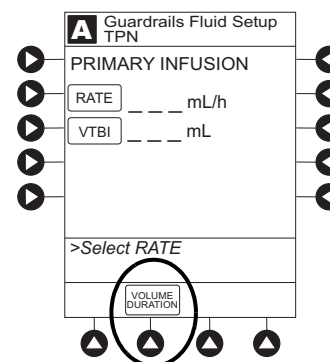 A Guardrails Fluid Setup
TPN
PRIMARY INFUSION
RATE _ _ _ mL/h
VTBI _ _ _ mL
>Select RATE
VOLUME
DURATION